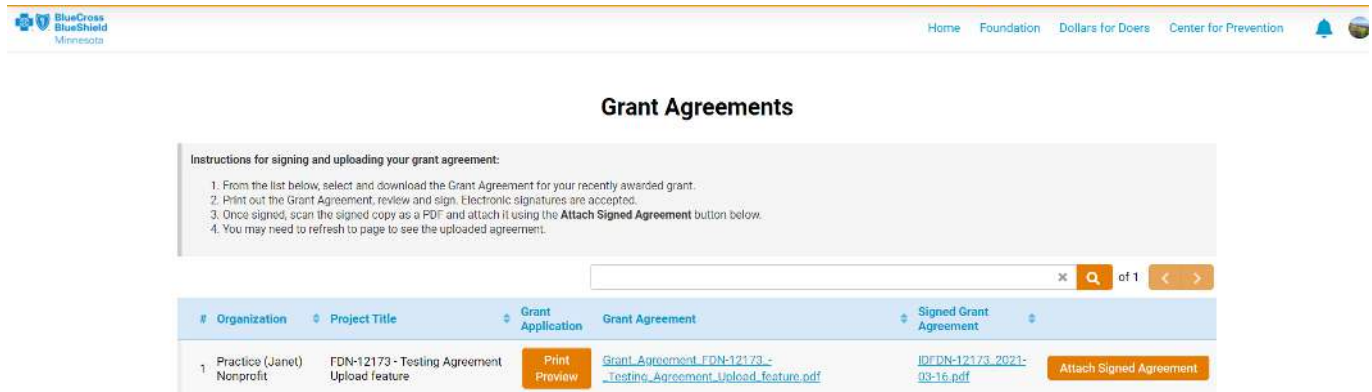 BlueCross
BlueShield
Minnesota
Home Foundation Dollars for Doers Center for Prevention
Grant Agreements
Instructions for signing and uploading your grant agreement:
1. From the list below, select and download the Grant Agreement for your recently awarded grant.
2. Print out the Grant Agreement, review and sign. Electronic signatures are accepted.
3. Once signed, scan the signed copy as a PDF and attach it using the Attach Signed Agreement button below.
4. You may need to refresh to page to see the uploaded agreement.
of 1
# Organization Project Title Grant Application Grant Agreement Signed Grant Agreement
1 Practice (Janet) Nonprofit FDN-12173 - Testing Agreement Upload feature Print Preview Grant_Agreement_FDN-12173_-_Testing_Agreement_Upload_feature.pdf IDFDN-12173_2021-03-16.pdf Attach Signed Agreement